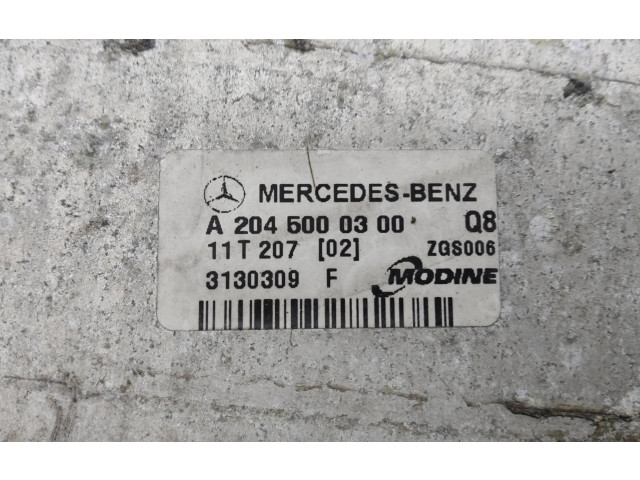 MERCEDES-BENZ
A 204 500 03 00 Q8
11 T 207 [02] ZGS006
3130309 F MODINE